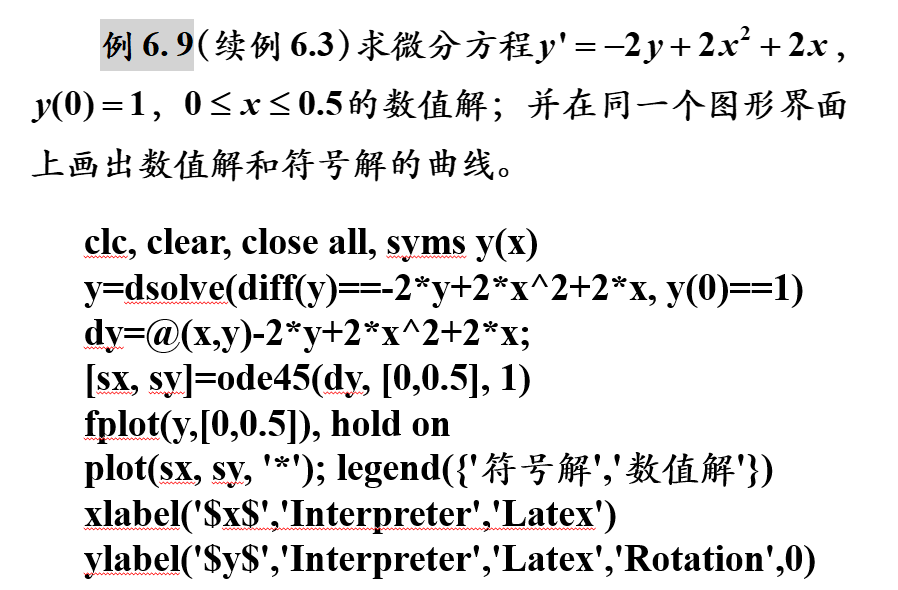 例 6. 9(续例 6.3)求微分方程 y' = −2y + 2x² + 2x ,
y(0) = 1, 0 ≤ x ≤ 0.5的数值解；并在同一个图形界面
上画出数值解和符号解的曲线。
clc, clear, close all, syms y(x)
y=dsolve(diff(y)==-2*y+2*x^2+2*x, y(0)==1)
dy=@(x,y)-2*y+2*x^2+2*x;
[sx, sy]=ode45(dy, [0,0.5], 1)
fplot(y,[0,0.5]), hold on
plot(sx, sy, '*'); legend({'符号解','数值解'})
xlabel('$x$','Interpreter','Latex')
ylabel('$y$','Interpreter','Latex','Rotation',0)